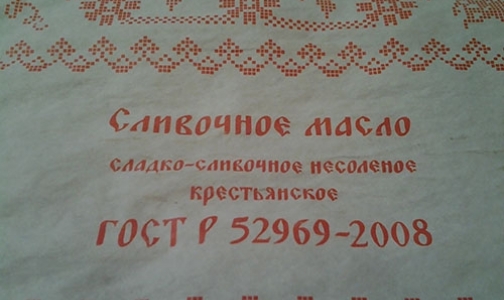 Сливочное масло
сладко-сливочное несоленое
крестьянское
ГОСТ Р 52969-2008